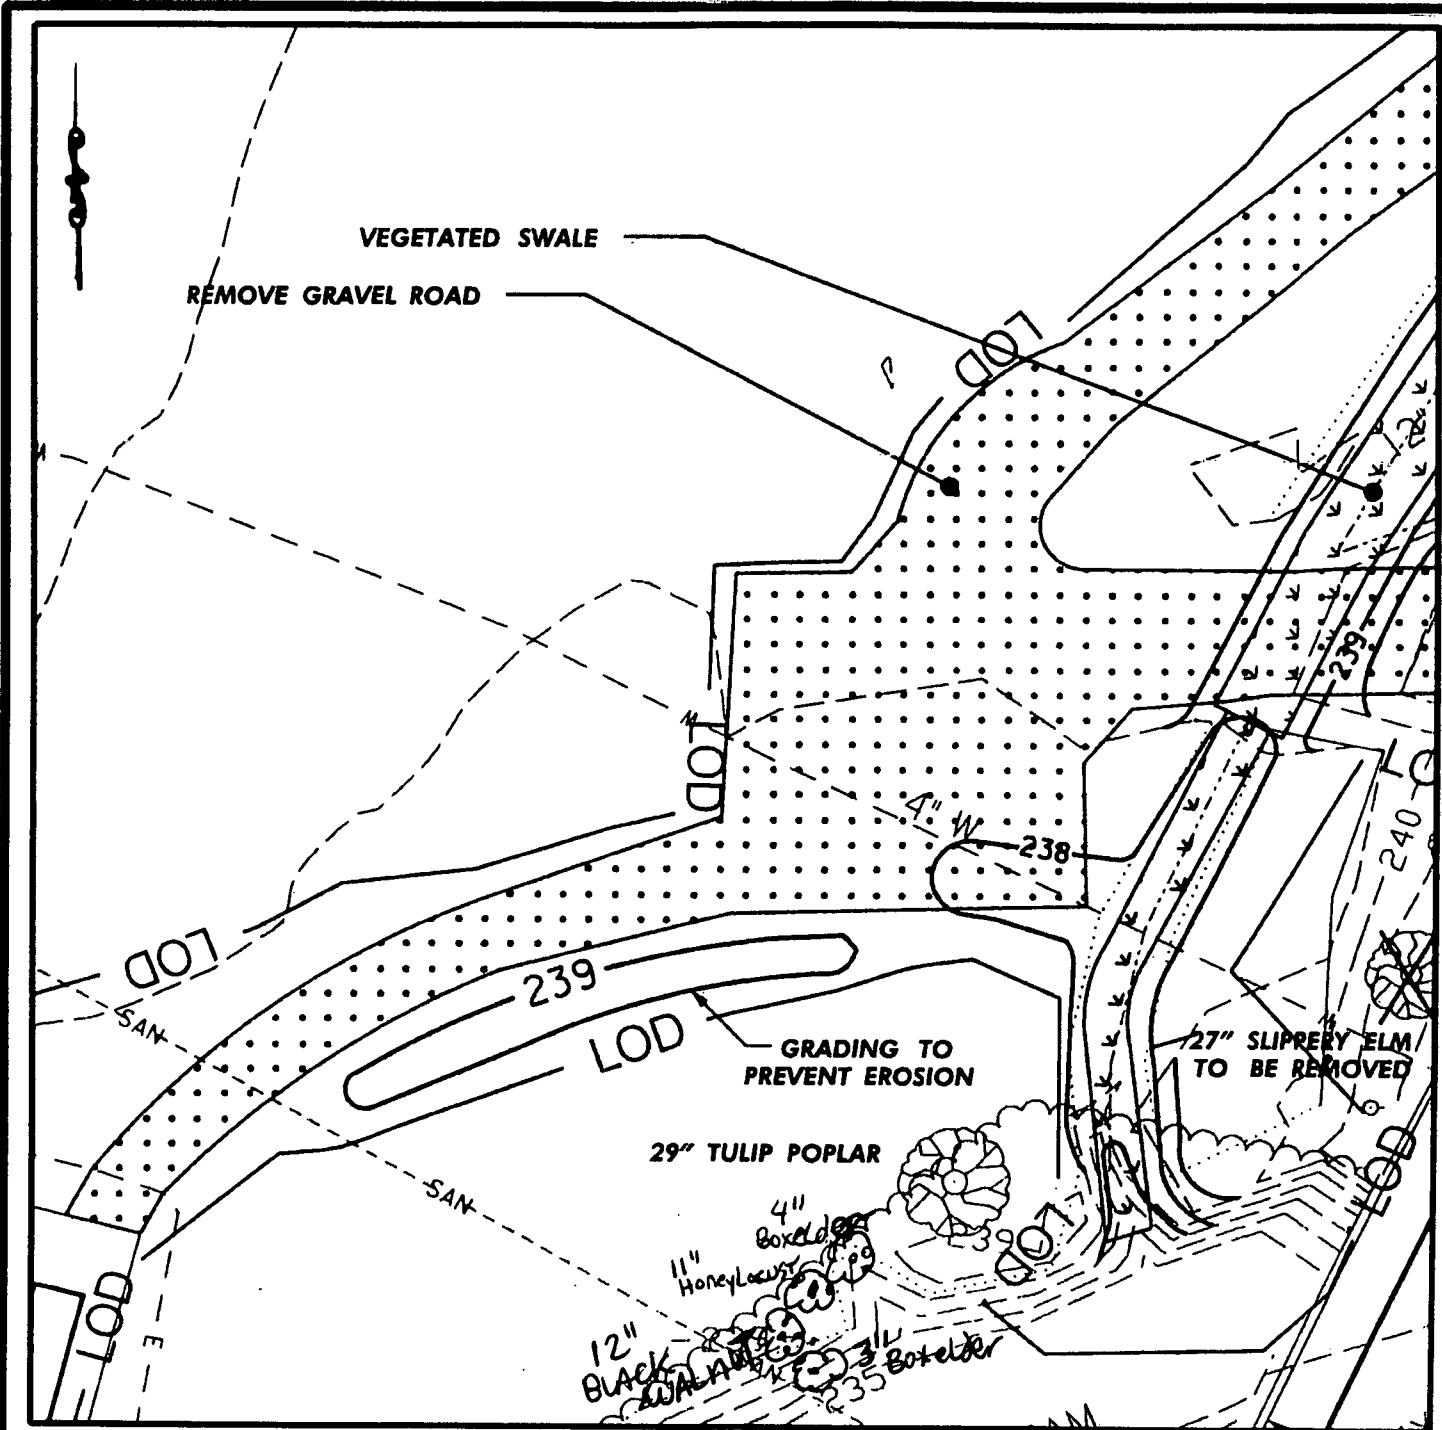 VEGETATED SWALE
REMOVE GRAVEL ROAD
LOD
239
LOD
LO
4" W
238
240
LOD
239
LOD
SAN
GRADING TO
PREVENT EROSION
27" SLIPPERY ELM
TO BE REMOVED
29" TULIP POPLAR
LOD
SAN
4"
Boxelder
LOD
11"
HoneyLocust
LOD
E
12"
BLACK
WALNUT
3"
Boxelder
235